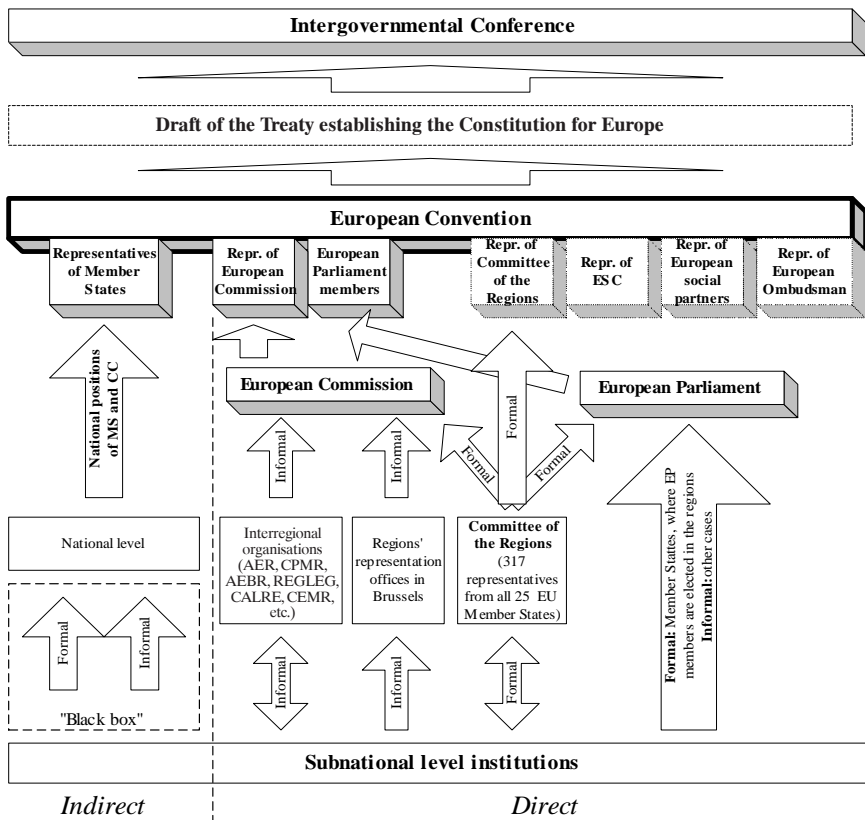 Intergovernmental Conference
Draft of the Treaty establishing the Constitution for Europe
European Convention
Representatives
of Member
States
Repr. of
European
Commission
European
Parliament
members
Repr. of
Committee
of the
Regions
Repr. of
ESC
Repr. of
European
social
partners
Repr. of
European
Ombudsman
National positions
of MS and CC
European Commission
European Parliament
Formal
Informal
Informal
Formal
Formal
Formal: Member Stattes, where EP
members are elected in the regions
Informal: other cases
National level
Interregional
organisations
(AER, CPMR,
AEBR, REGLEG,
CALRE, CEMR,
etc.)
Regions'
representation
offices in
Brussels
Committee of
the Regions
(317
representatives
from all 25 EU
Member States)
Formal
Informal
"Black box"
Informal
Informal
Formal
Subnational level institutions
Indirect
Direct